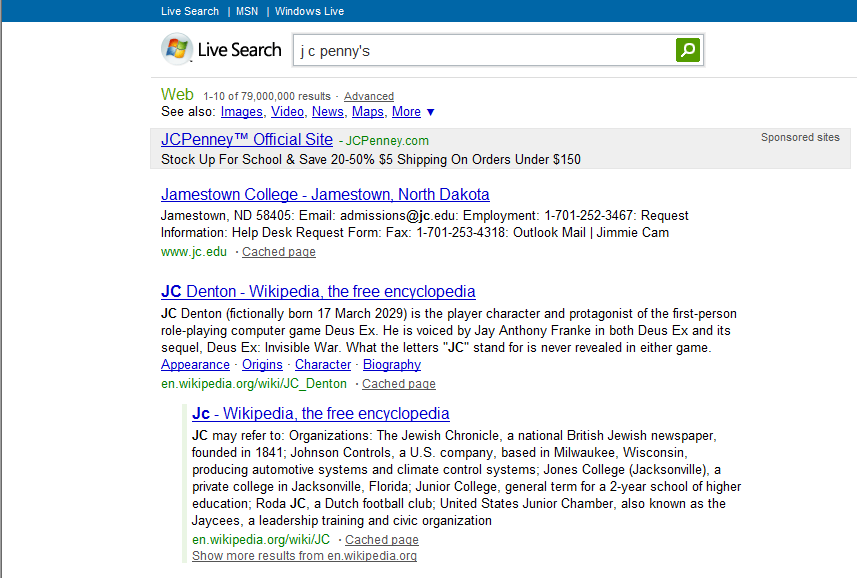 Live Search | MSN | Windows Live
Live Search j c penny's
Web 1-10 of 79,000,000 results · Advanced
See also: Images, Video, News, Maps, More ▼
JCPenney™ Official Site - JCPenney.com Sponsored sites
Stock Up For School & Save 20-50% $5 Shipping On Orders Under $150
Jamestown College - Jamestown, North Dakota
Jamestown, ND 58405: Email: admissions@jc.edu: Employment: 1-701-252-3467: Request
Information: Help Desk Request Form: Fax: 1-701-253-4318: Outlook Mail | Jimmie Cam
www.jc.edu · Cached page
JC Denton - Wikipedia, the free encyclopedia
JC Denton (fictionally born 17 March 2029) is the player character and protagonist of the first-person
role-playing computer game Deus Ex. He is voiced by Jay Anthony Franke in both Deus Ex and its
sequel, Deus Ex: Invisible War. What the letters "JC" stand for is never revealed in either game.
Appearance · Origins · Character · Biography
en.wikipedia.org/wiki/JC_Denton · Cached page
Jc - Wikipedia, the free encyclopedia
JC may refer to: Organizations: The Jewish Chronicle, a national British Jewish newspaper,
founded in 1841; Johnson Controls, a U.S. company, based in Milwaukee, Wisconsin,
producing automotive systems and climate control systems; Jones College (Jacksonville), a
private college in Jacksonville, Florida; Junior College, general term for a 2-year school of higher
education; Roda JC, a Dutch football club; United States Junior Chamber, also known as the
Jaycees, a leadership training and civic organization
en.wikipedia.org/wiki/JC · Cached page
Show more results from en.wikipedia.org